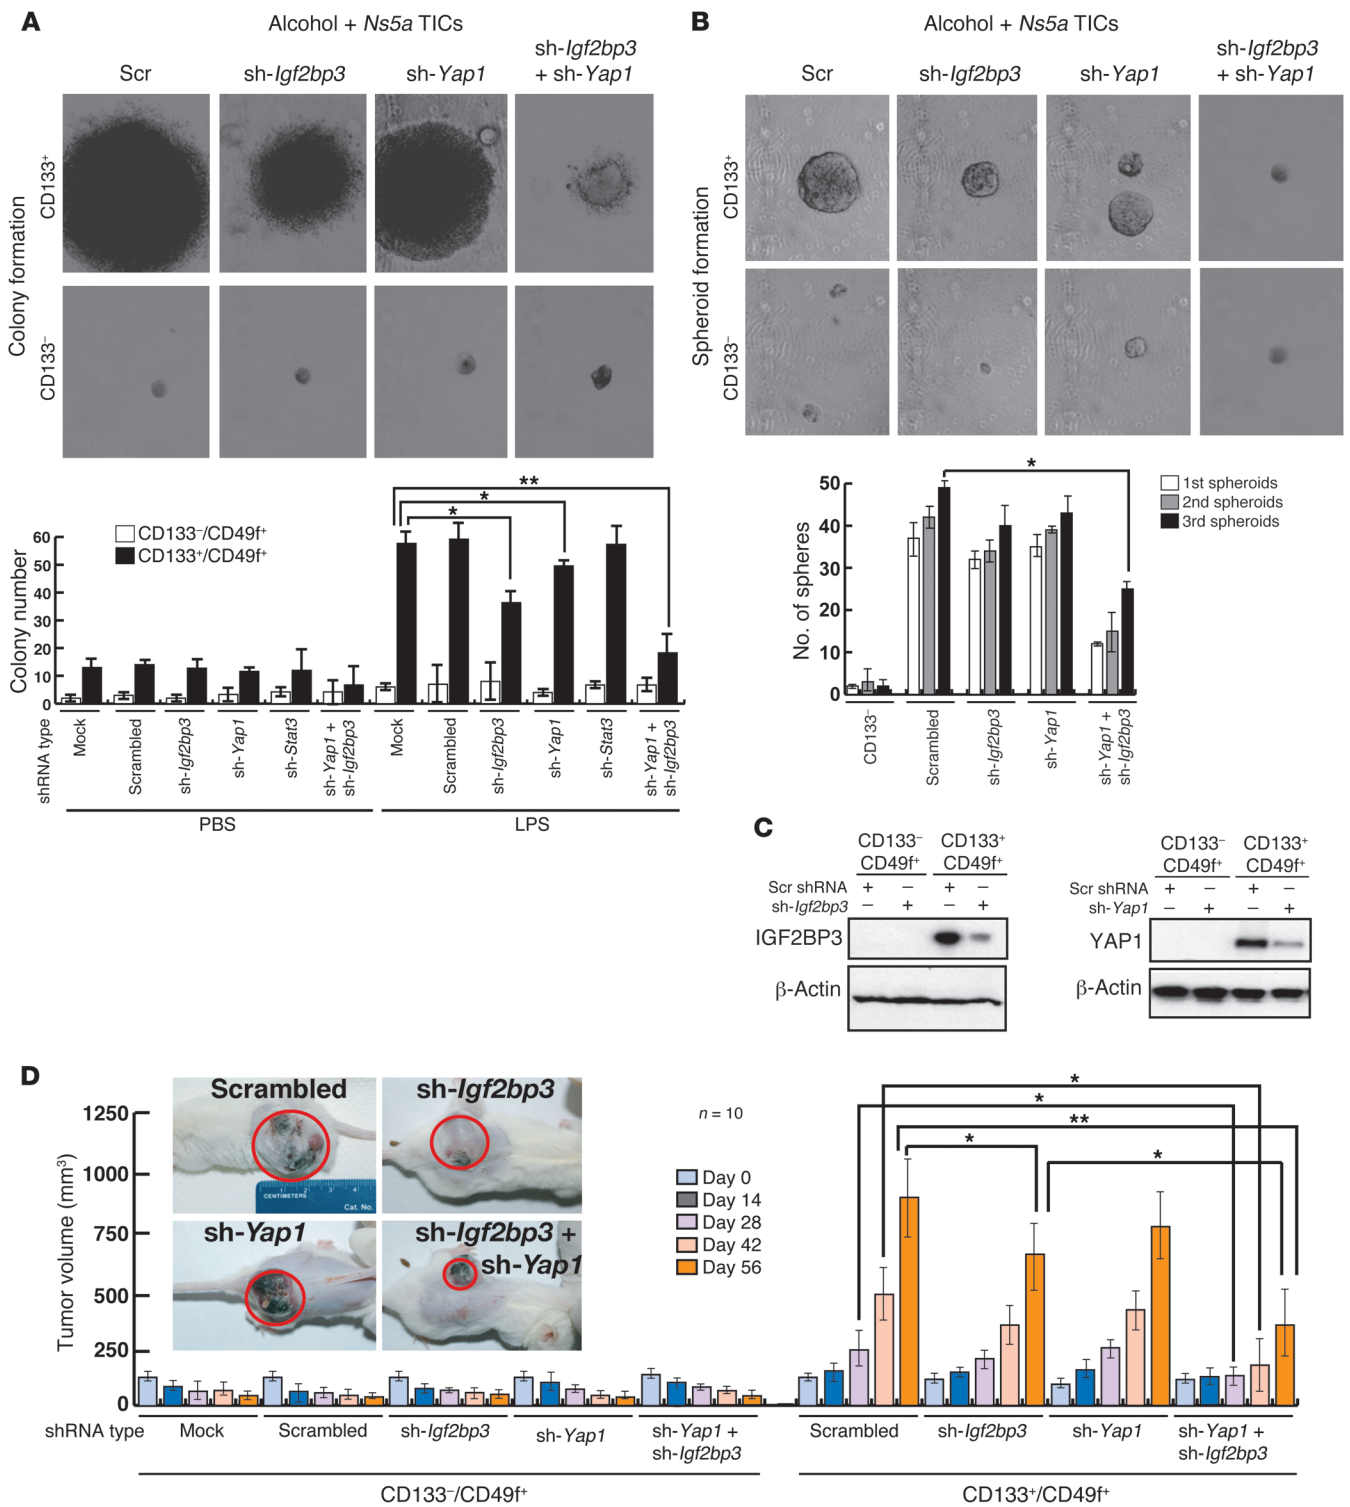 A
Alcohol + Ns5a TICs
Scr
sh-Igf2bp3
sh-Yap1
sh-Igf2bp3
+ sh-Yap1
Colony formation
CD133⁺
CD133⁻
**
*
*
CD133⁻/CD49f⁺
CD133⁺/CD49f⁺
Colony number
60
50
40
30
20
10
0
shRNA type
Mock
Scrambled
sh-Igf2bp3
sh-Yap1
sh-Stat3
sh-Yap1 +
sh-Igf2bp3
Mock
Scrambled
sh-Igf2bp3
sh-Yap1
sh-Stat3
sh-Yap1 +
sh-Igf2bp3
PBS
LPS
B
Alcohol + Ns5a TICs
Scr
sh-Igf2bp3
sh-Yap1
sh-Igf2bp3
+ sh-Yap1
Spheroid formation
CD133⁺
CD133⁻
*
1st spheroids
2nd spheroids
3rd spheroids
No. of spheres
50
40
30
20
10
0
CD133⁻
Scrambled
sh-Igf2bp3
sh-Yap1
sh-Yap1 +
sh-Igf2bp3
C
CD133⁻
CD49f⁺
CD133⁺
CD49f⁺
Scr shRNA + − + −
sh-Igf2bp3 − + − +
IGF2BP3
β-Actin
CD133⁻
CD49f⁺
CD133⁺
CD49f⁺
Scr shRNA + − + −
sh-Yap1 − + − +
YAP1
β-Actin
D
Scrambled
sh-Igf2bp3
CENTIMETERS 1 2 3 4
Cat. No.
sh-Yap1
sh-Igf2bp3 +
sh-Yap1
Tumor volume (mm³)
1250
1000
750
500
250
0
n = 10
Day 0
Day 14
Day 28
Day 42
Day 56
*
*
**
*
*
shRNA type
Mock
Scrambled
sh-Igf2bp3
sh-Yap1
sh-Yap1 +
sh-Igf2bp3
Scrambled
sh-Igf2bp3
sh-Yap1
sh-Yap1 +
sh-Igf2bp3
CD133⁻/CD49f⁺
CD133⁺/CD49f⁺